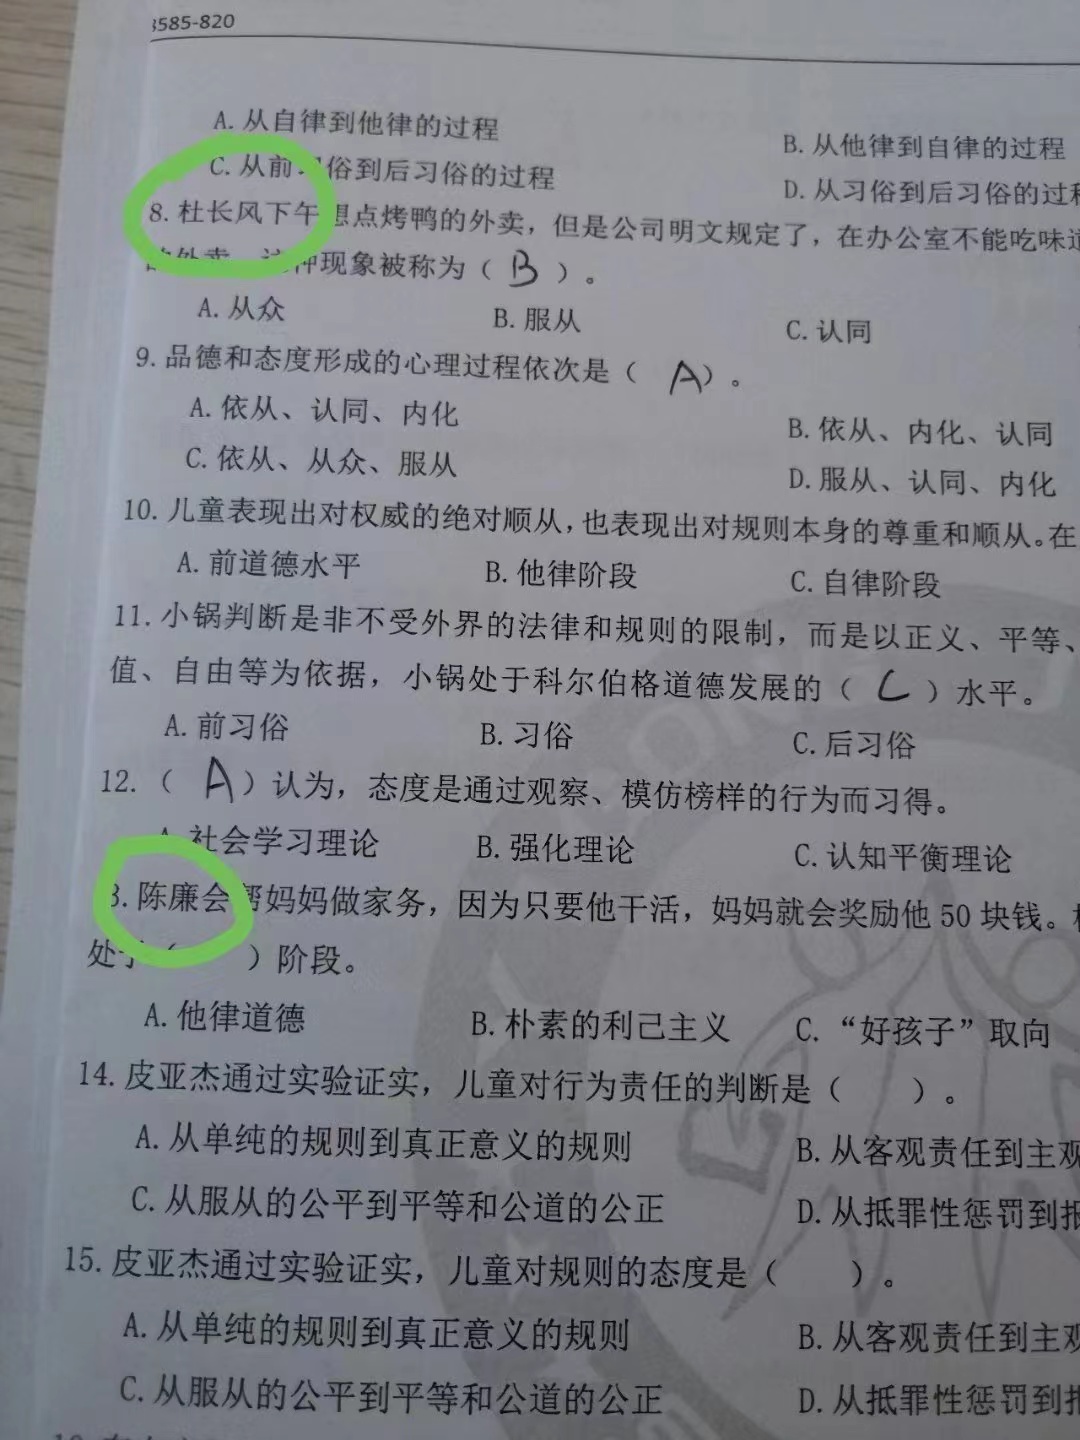 3585-820
A. 从自律到他律的过程
B. 从他律到自律的过程
C. 从前习俗到后习俗的过程
D. 从习俗到后习俗的过程
8. 杜长风下午想点烤鸭的外卖，但是公司明文规定了，在办公室不能吃味道
的外卖，这种现象被称为（ B ）。
A. 从众 B. 服从 C. 认同
9. 品德和态度形成的心理过程依次是（ A ）。
A. 依从、认同、内化
B. 依从、内化、认同
C. 依从、从众、服从
D. 服从、认同、内化
10. 儿童表现出对权威的绝对顺从，也表现出对规则本身的尊重和顺从。在
A. 前道德水平 B. 他律阶段 C. 自律阶段
11. 小锅判断是非不受外界的法律和规则的限制，而是以正义、平等、
值、自由等为依据，小锅处于科尔伯格道德发展的（ C ）水平。
A. 前习俗 B. 习俗 C. 后习俗
12.（ A ）认为，态度是通过观察、模仿榜样的行为而习得。
A. 社会学习理论 B. 强化理论 C. 认知平衡理论
3. 陈廉会帮妈妈做家务，因为只要他干活，妈妈就会奖励他 50 块钱。
处于（ ）阶段。
A. 他律道德 B. 朴素的利己主义 C. “好孩子”取向
14. 皮亚杰通过实验证实，儿童对行为责任的判断是（ ）。
A. 从单纯的规则到真正意义的规则
B. 从客观责任到主观
C. 从服从的公平到平等和公道的公正
D. 从抵罪性惩罚到报
15. 皮亚杰通过实验证实，儿童对规则的态度是（ ）。
A. 从单纯的规则到真正意义的规则
B. 从客观责任到主观
C. 从服从的公平到平等和公道的公正
D. 从抵罪性惩罚到报